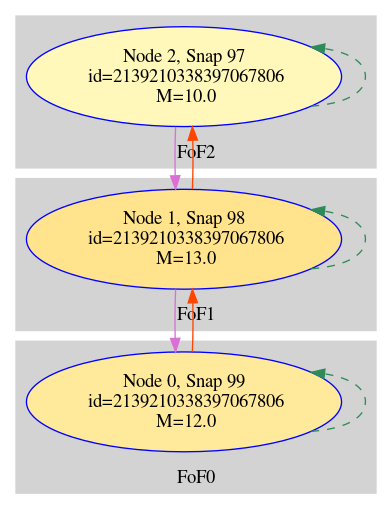 Node 2, Snap 97
id=2139210338397067806
M=10.0
FoF2
Node 1, Snap 98
id=2139210338397067806
M=13.0
FoF1
Node 0, Snap 99
id=2139210338397067806
M=12.0
FoF0